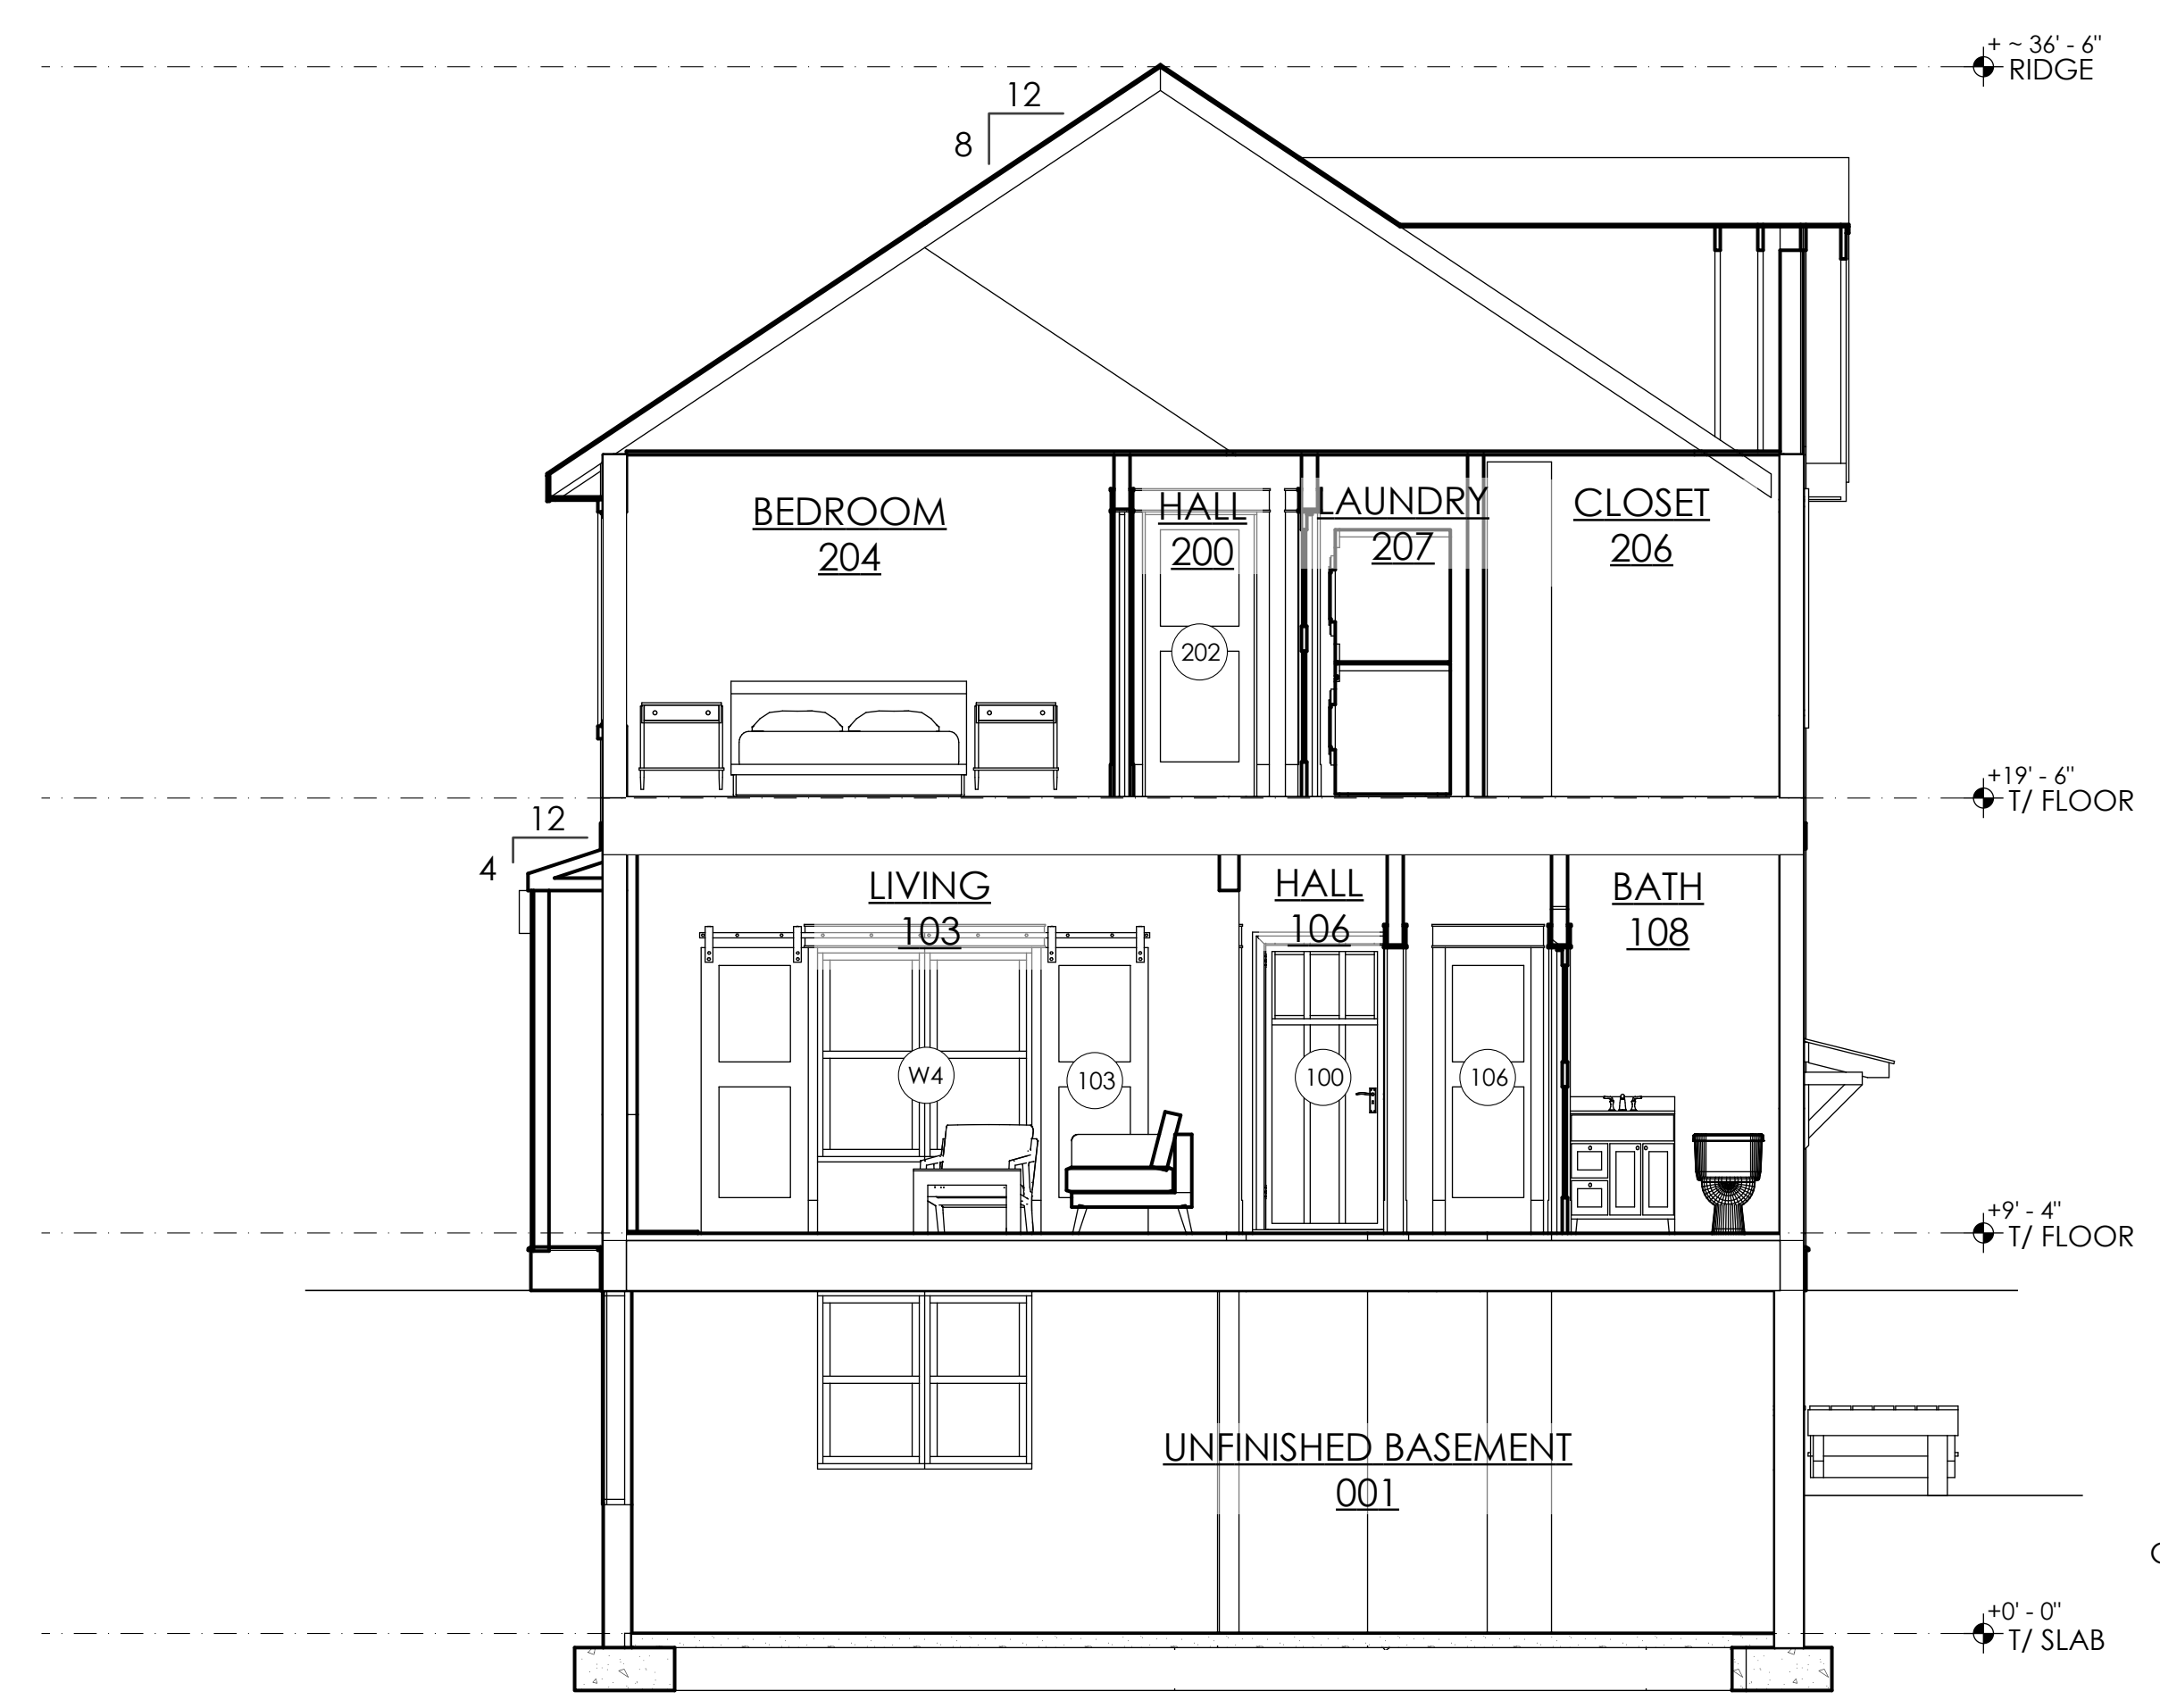 + ~ 36' - 6"
RIDGE
12
8
BEDROOM
204
HALL
200
LAUNDRY
207
CLOSET
206
202
+19' - 6"
T/ FLOOR
12
4
LIVING
103
HALL
106
BATH
108
W4
103
100
106
+9' - 4"
T/ FLOOR
UNFINISHED BASEMENT
001
+0' - 0"
T/ SLAB